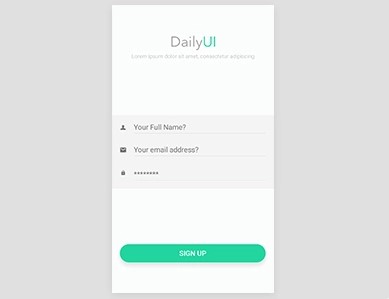 DailyUI
Lorem ipsum dolor sit amet, consectetur adipiscing
Your Full Name?
Your email address?
********
SIGN UP